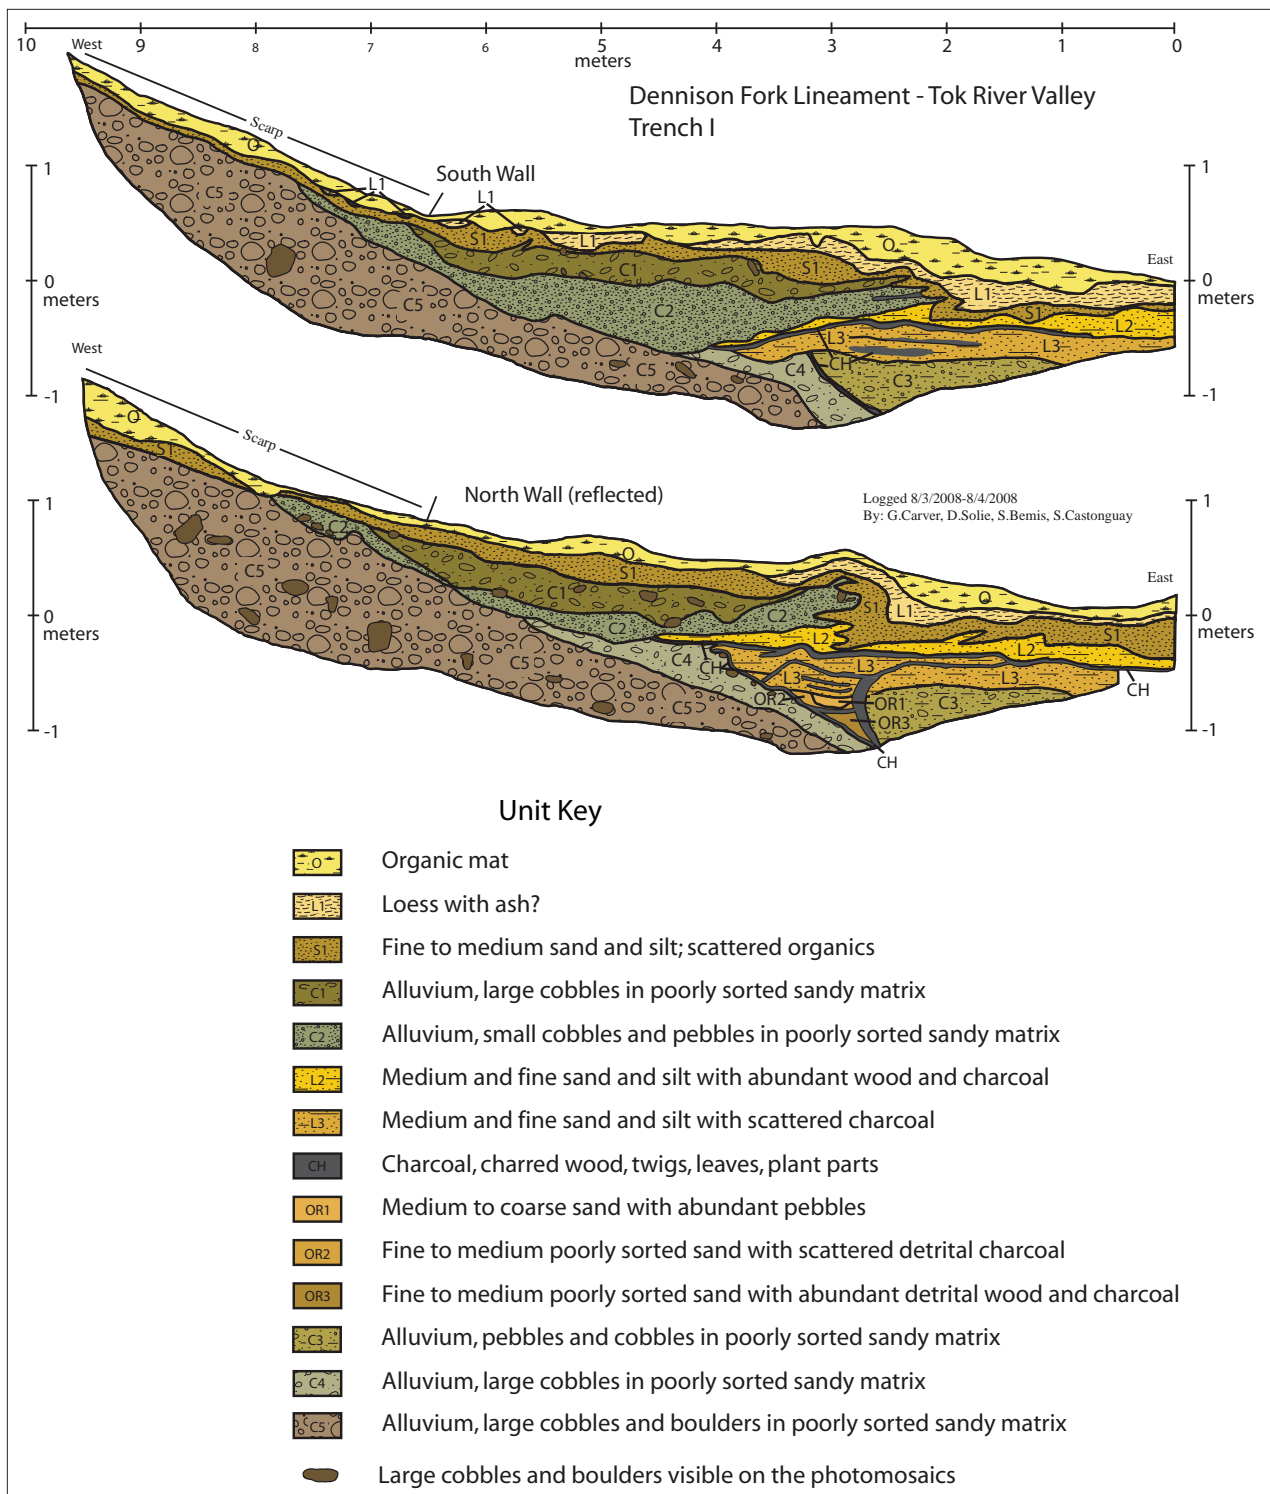 10 9 8 7 6 5 4 3 2 1 0
meters
Dennison Fork Lineament - Tok River Valley
Trench I
West
Scarp
South Wall
East
1
0
meters
-1
1
0
meters
-1
O
L1
L1
S1
L1
C5
C1
S1
O
L1
S1
L2
C2
C5
L3
L3
C5
C4
CH
C3
West
Scarp
North Wall (reflected)
Logged 8/3/2008-8/4/2008
By: G.Carver, D.Solie, S.Bemis, S.Castonguay
East
1
0
meters
-1
1
0
meters
-1
O
S1
C2
O
S1
C5
C1
C2
C2
S1
L1
O
S1
L2
L2
C5
C4
CH
L3
L3
L3
CH
C5
OR2
OR1
OR3
C3
CH
Unit Key
O Organic mat
L1 Loess with ash?
S1 Fine to medium sand and silt; scattered organics
C1 Alluvium, large cobbles in poorly sorted sandy matrix
C2 Alluvium, small cobbles and pebbles in poorly sorted sandy matrix
L2 Medium and fine sand and silt with abundant wood and charcoal
L3 Medium and fine sand and silt with scattered charcoal
CH Charcoal, charred wood, twigs, leaves, plant parts
OR1 Medium to coarse sand with abundant pebbles
OR2 Fine to medium poorly sorted sand with scattered detrital charcoal
OR3 Fine to medium poorly sorted sand with abundant detrital wood and charcoal
C3 Alluvium, pebbles and cobbles in poorly sorted sandy matrix
C4 Alluvium, large cobbles in poorly sorted sandy matrix
C5 Alluvium, large cobbles and boulders in poorly sorted sandy matrix
Large cobbles and boulders visible on the photomosaics